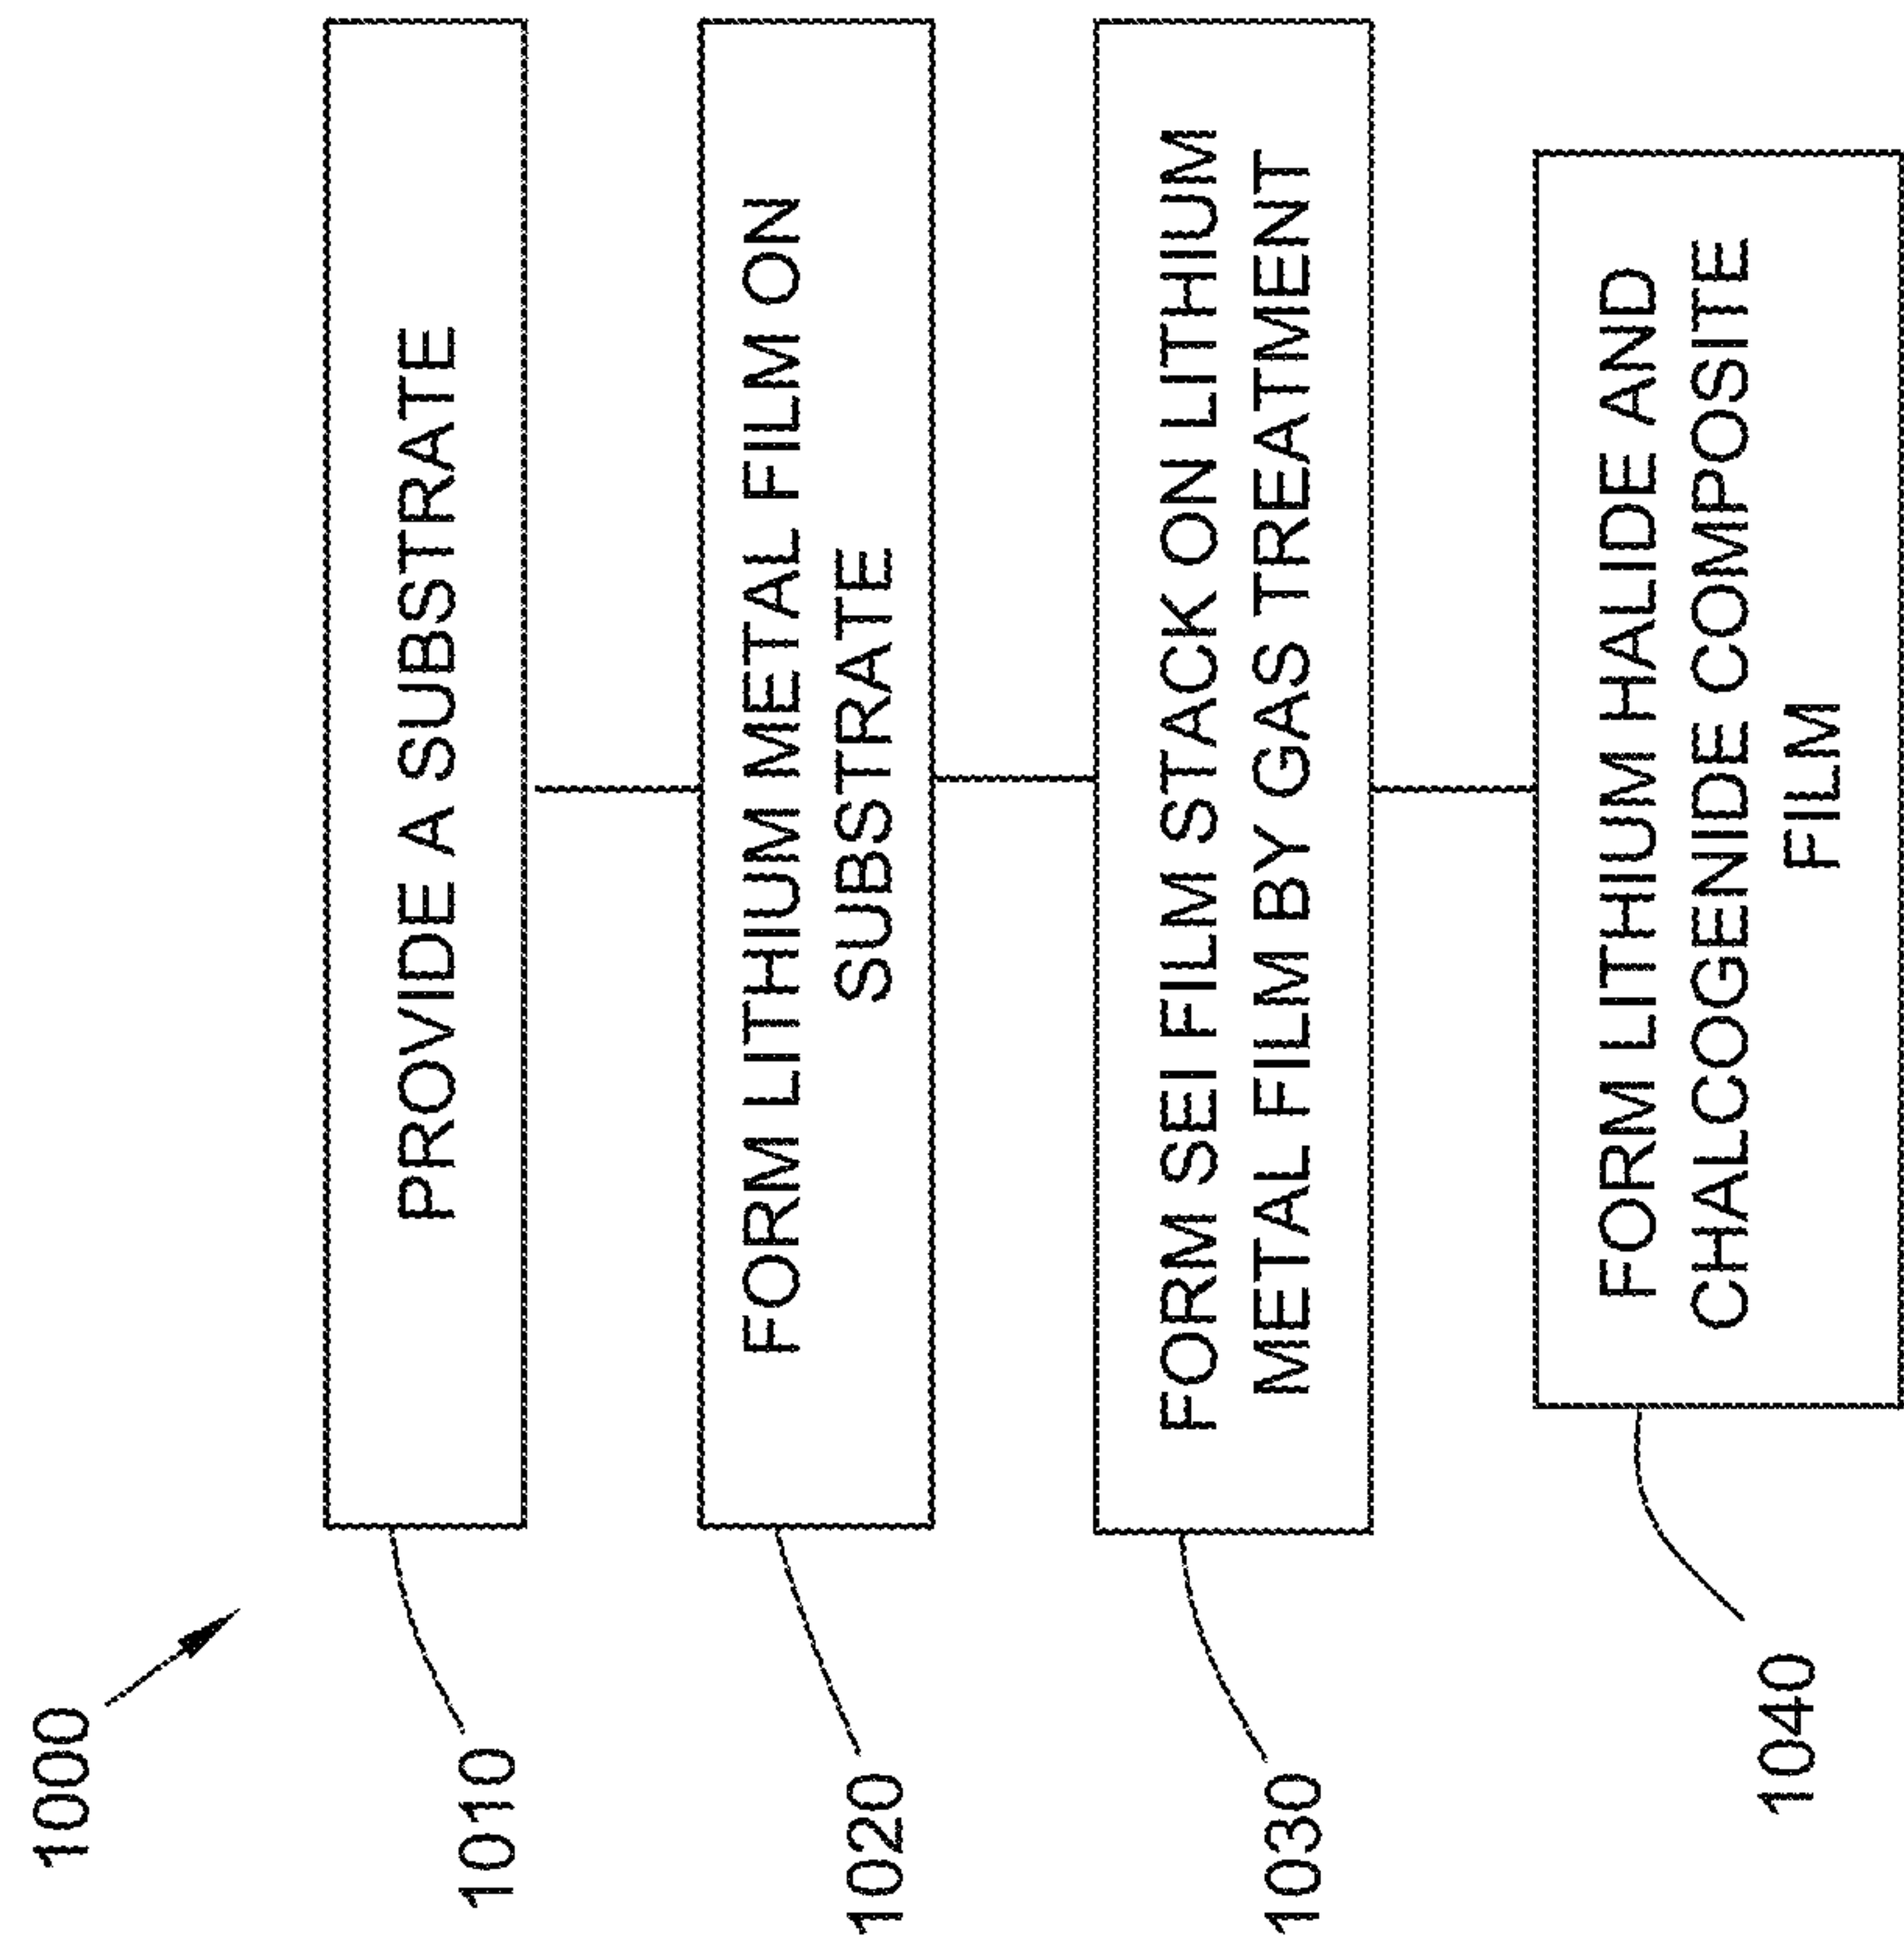 1000
1010
PROVIDE A SUBSTRATE
1020
FORM LITHIUM METAL FILM ON
SUBSTRATE
1030
FORM SEI FILM STACK ON LITHIUM
METAL FILM BY GAS TREATMENT
1040
FORM LITHIUM HALIDE AND
CHALCOGENIDE COMPOSITE
FILM